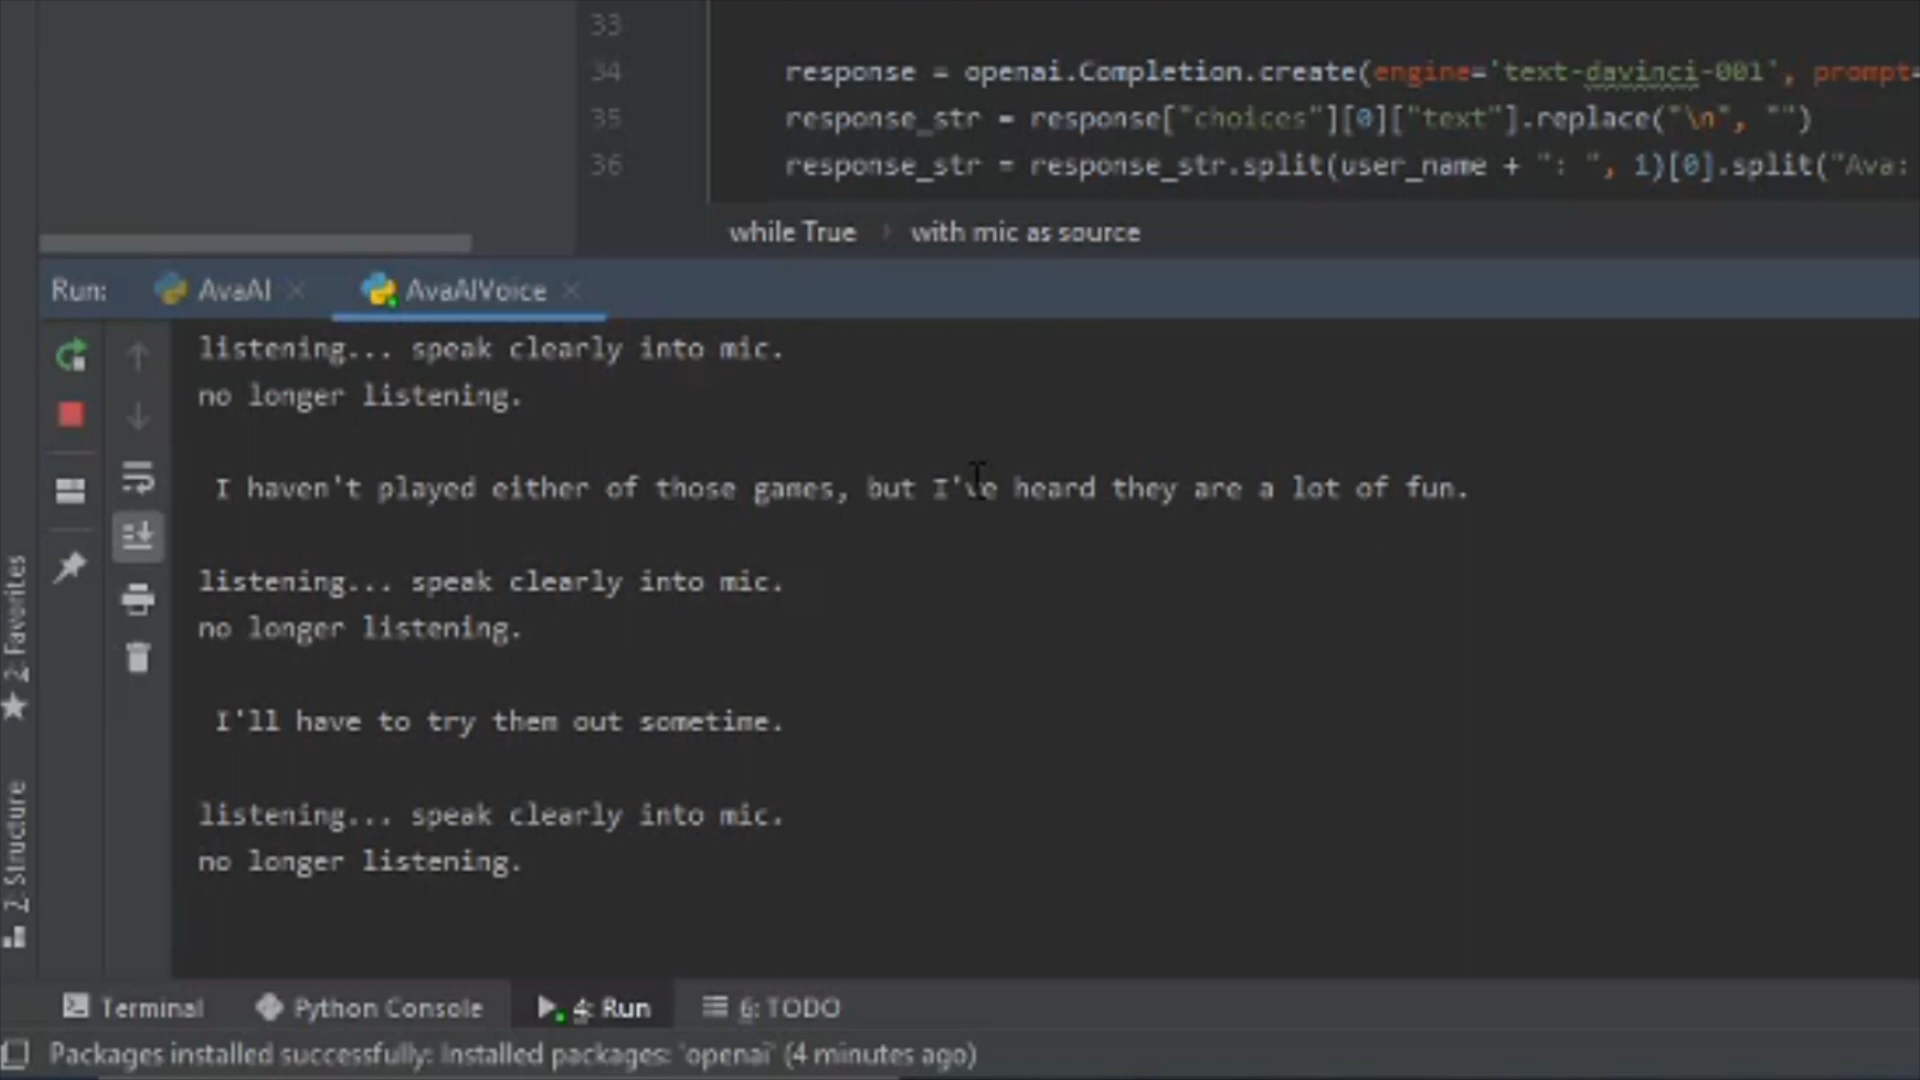 33
34 response = openai.Completion.create(engine='text-davinci-001', prompt=
35 response_str = response["choices"][0]["text"].replace("\n", "")
36 response_str = response_str.split(user_name + ": ", 1)[0].split("Ava:
while True › with mic as source
Run: AvaAI × AvaAIVoice ×
listening... speak clearly into mic.
no longer listening.
I haven't played either of those games, but I've heard they are a lot of fun.
listening... speak clearly into mic.
no longer listening.
I'll have to try them out sometime.
listening... speak clearly into mic.
no longer listening.
2: Favorites
7: Structure
Terminal Python Console 4: Run 6: TODO
Packages installed successfully: Installed packages: 'openai' (4 minutes ago)